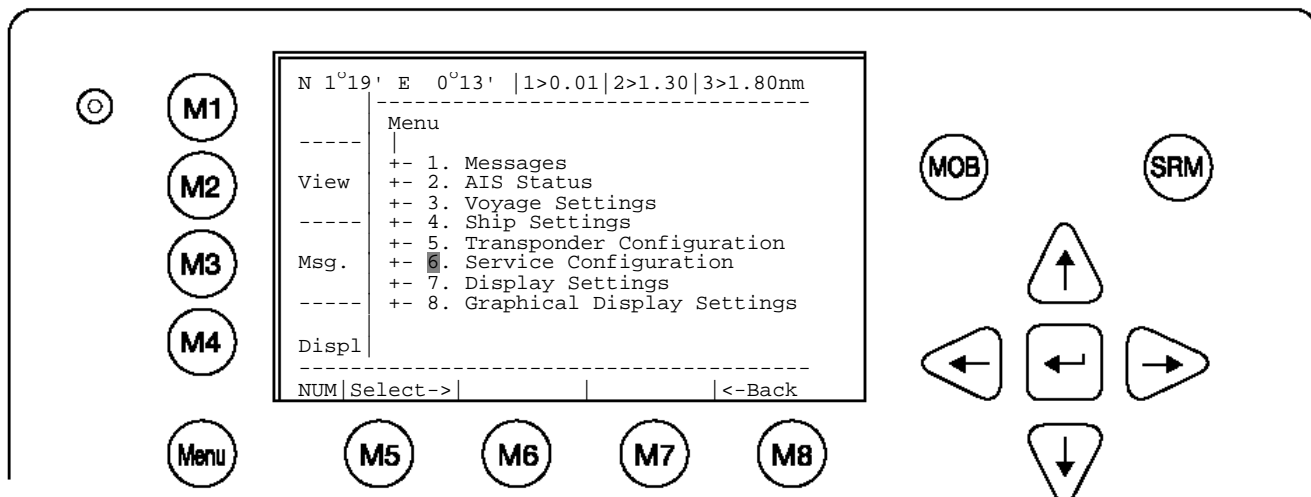 N 1°19' E 0°13' |1>0.01|2>1.30|3>1.80nm
Menu
+- 1. Messages
View +- 2. AIS Status
+- 3. Voyage Settings
+- 4. Ship Settings
+- 5. Transponder Configuration
Msg. +- 6. Service Configuration
+- 7. Display Settings
+- 8. Graphical Display Settings
Displ
NUM|Select->| | |<-Back
M1
M2
M3
M4
Menu
M5 M6 M7 M8
MOB SRM